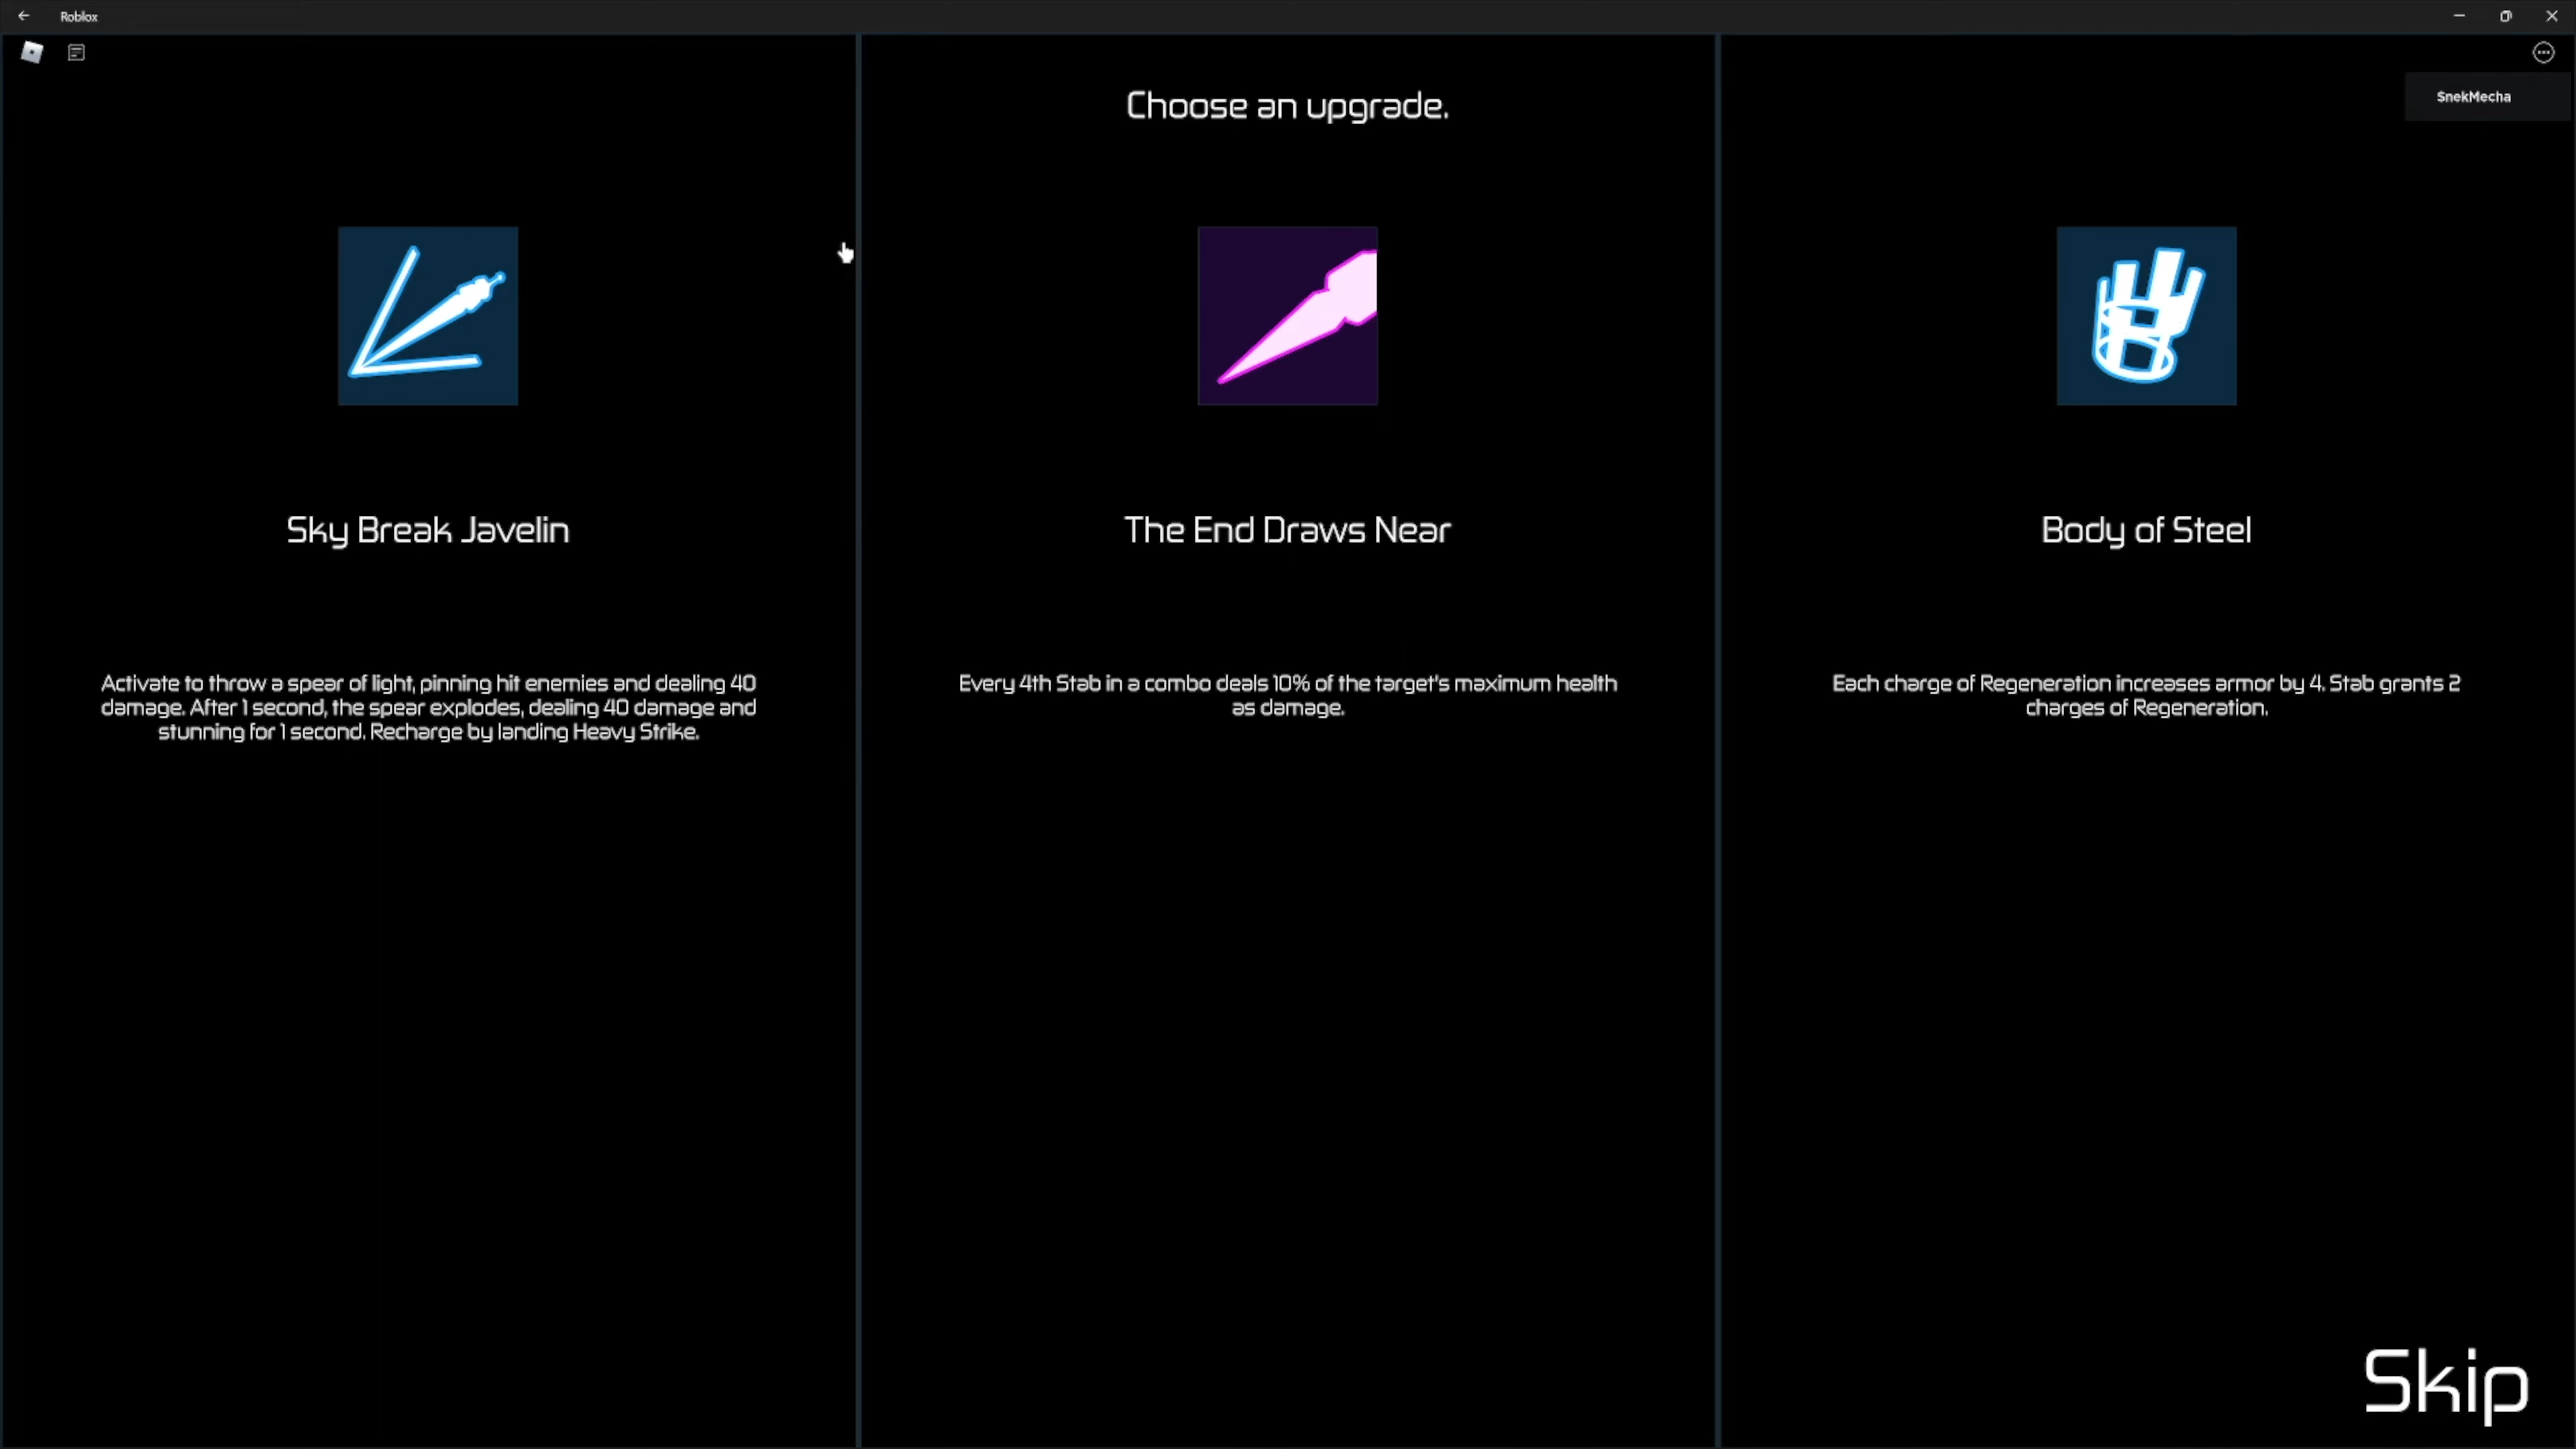 Roblox
SnekMecha
Choose an upgrade.
Sky Break Javelin
Activate to throw a spear of light, pinning hit enemies and dealing 40
damage. After 1 second, the spear explodes, dealing 40 damage and
stunning for 1 second. Recharge by landing Heavy Strike.
The End Draws Near
Every 4th Stab in a combo deals 10% of the target's maximum health
as damage.
Body of Steel
Each charge of Regeneration increases armor by 4. Stab grants 2
charges of Regeneration.
Skip